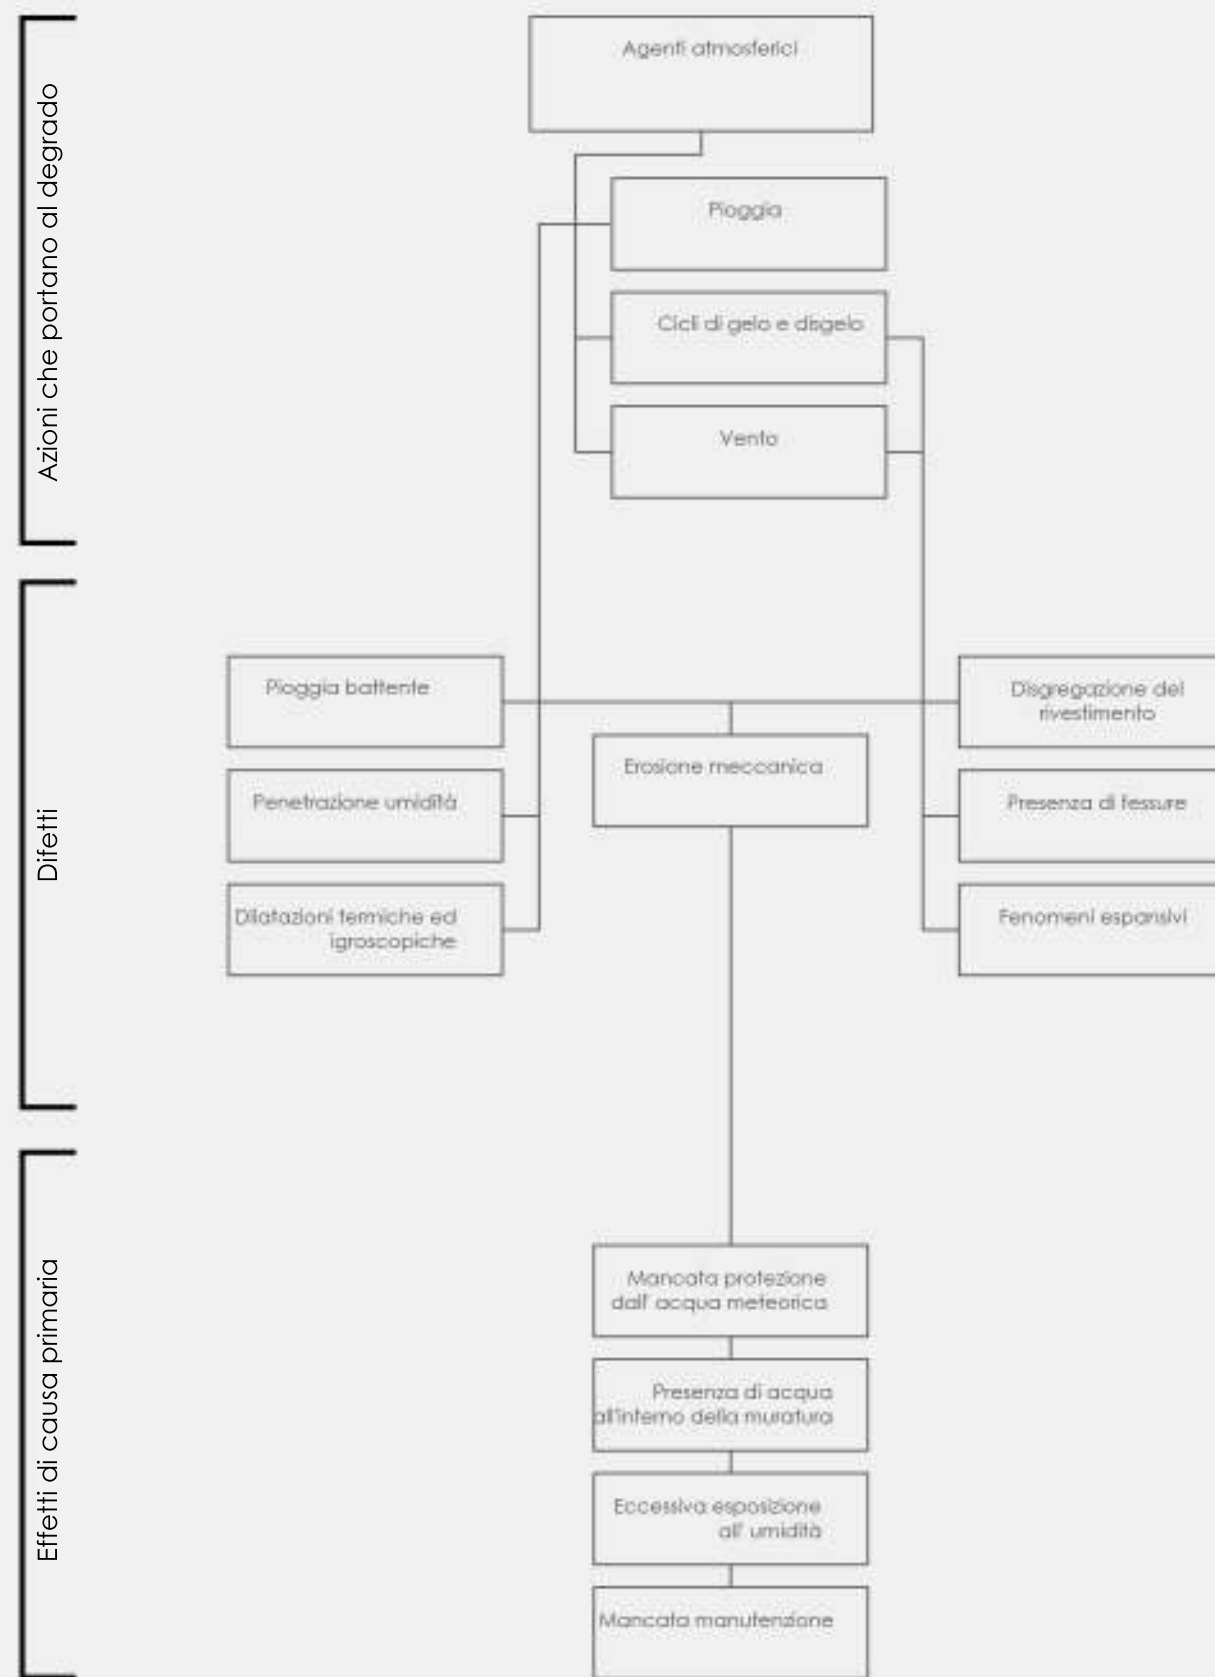 Azioni che portano al degrado
Agenti atmosferici
Pioggia
Cicli di gelo e disgelo
Vento
Difetti
Pioggia battente
Penetrazione umidità
Dilatazioni termiche ed
igroscopiche
Erosione meccanica
Disgregazione del
rivestimento
Presenza di fessure
Fenomeni espansivi
Effetti di causa primaria
Mancata protezione
dall' acqua meteorica
Presenza di acqua
all'interno della muratura
Eccessiva esposizione
all' umidità
Mancata manutenzione